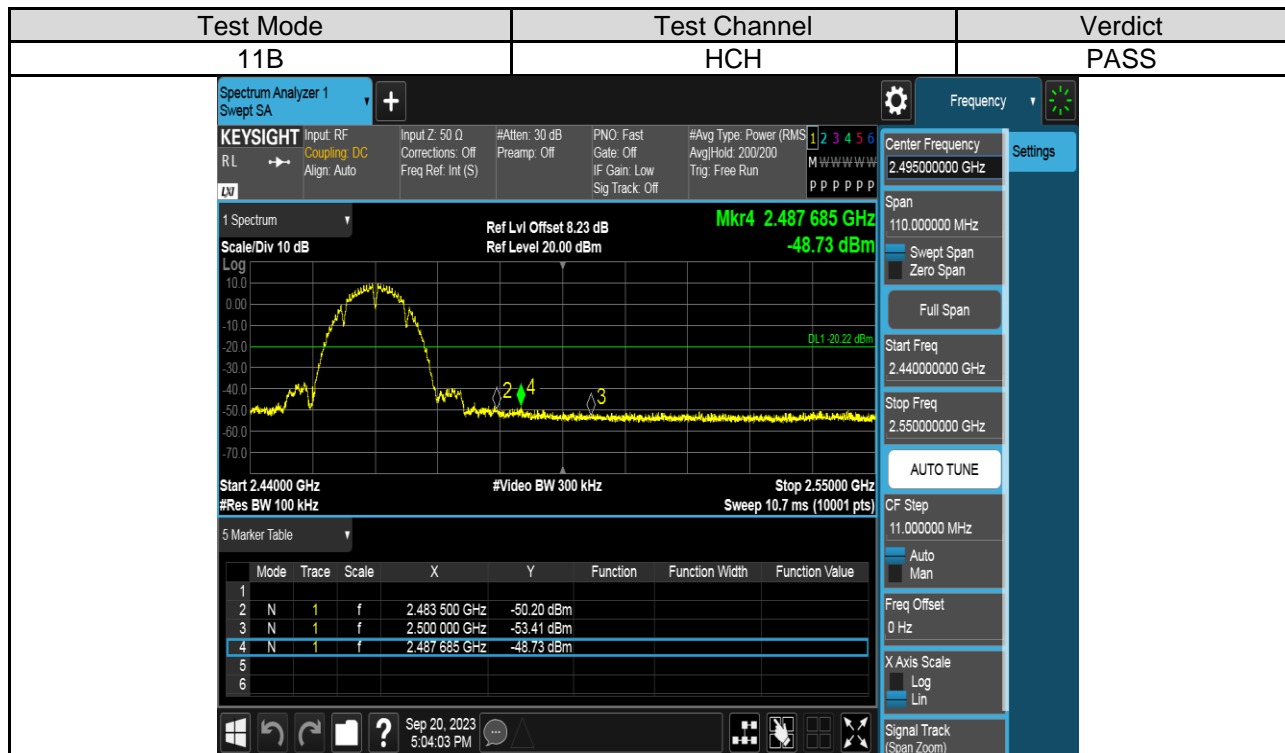 Test Mode Test Channel Verdict
11B HCH PASS
Spectrum Analyzer 1
Swept SA
+
Frequency
KEYSIGHT Input: RF Input Z: 50 Ω #Atten: 30 dB PNO: Fast #Avg Type: Power (RMS 1 2 3 4 5 6
RL Coupling: DC Corrections: Off Preamp: Off Gate: Off Avg|Hold: 200/200 M W W W W W
Align: Auto Freq Ref: Int (S) IF Gain: Low Trig: Free Run
LXI Sig Track: Off P P P P P P
Center Frequency
2.495000000 GHz
Settings
1 Spectrum
Ref Lvl Offset 8.23 dB
Mkr4 2.487 685 GHz
Scale/Div 10 dB
Ref Level 20.00 dBm
-48.73 dBm
Span
110.000000 MHz
Swept Span
Zero Span
Log
10.0
0.00
-10.0
-20.0
-30.0
-40.0
-50.0
-60.0
-70.0
DL1 -20.22 dBm
2
4
3
Full Span
Start Freq
2.440000000 GHz
Stop Freq
2.550000000 GHz
AUTO TUNE
Start 2.44000 GHz #Video BW 300 kHz Stop 2.55000 GHz
#Res BW 100 kHz Sweep 10.7 ms (10001 pts)
CF Step
11.000000 MHz
Auto
Man
5 Marker Table
Mode Trace Scale X Y Function Function Width Function Value
1
2 N 1 f 2.483 500 GHz -50.20 dBm
3 N 1 f 2.500 000 GHz -53.41 dBm
4 N 1 f 2.487 685 GHz -48.73 dBm
5
6
Freq Offset
0 Hz
X Axis Scale
Log
Lin
Signal Track
(Span Zoom)
?
Sep 20, 2023
5:04:03 PM